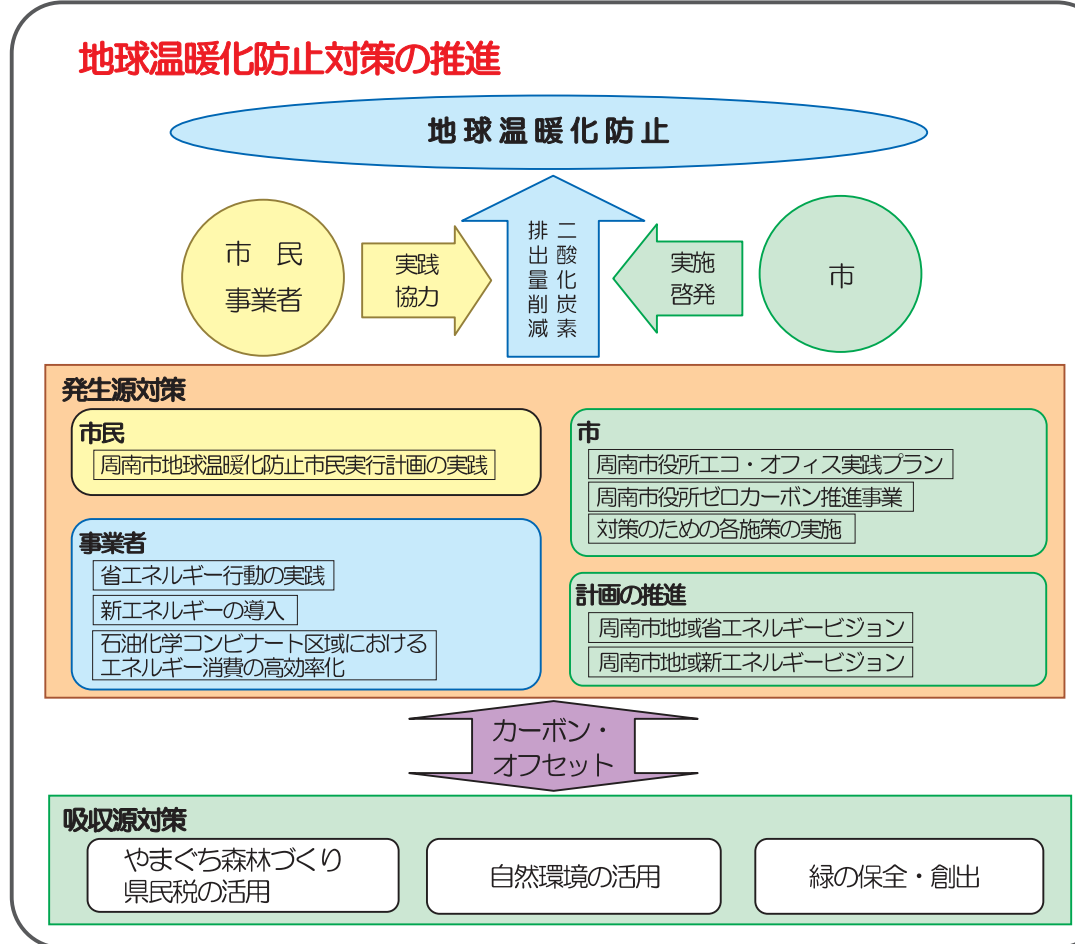 地球温暖化防止対策の推進
地球温暖化防止
市　民
事業者
実践
協力
二酸化炭素
排出量削減
実施
啓発
市
発生源対策
市民
周南市地球温暖化防止市民実行計画の実践
事業者
省エネルギー行動の実践
新エネルギーの導入
石油化学コンビナート区域における
エネルギー消費の高効率化
市
周南市役所エコ・オフィス実践プラン
周南市役所ゼロカーボン推進事業
対策のための各施策の実施
計画の推進
周南市地域省エネルギービジョン
周南市地域新エネルギービジョン
カーボン・
オフセット
吸収源対策
やまぐち森林づくり
県民税の活用
自然環境の活用
緑の保全・創出